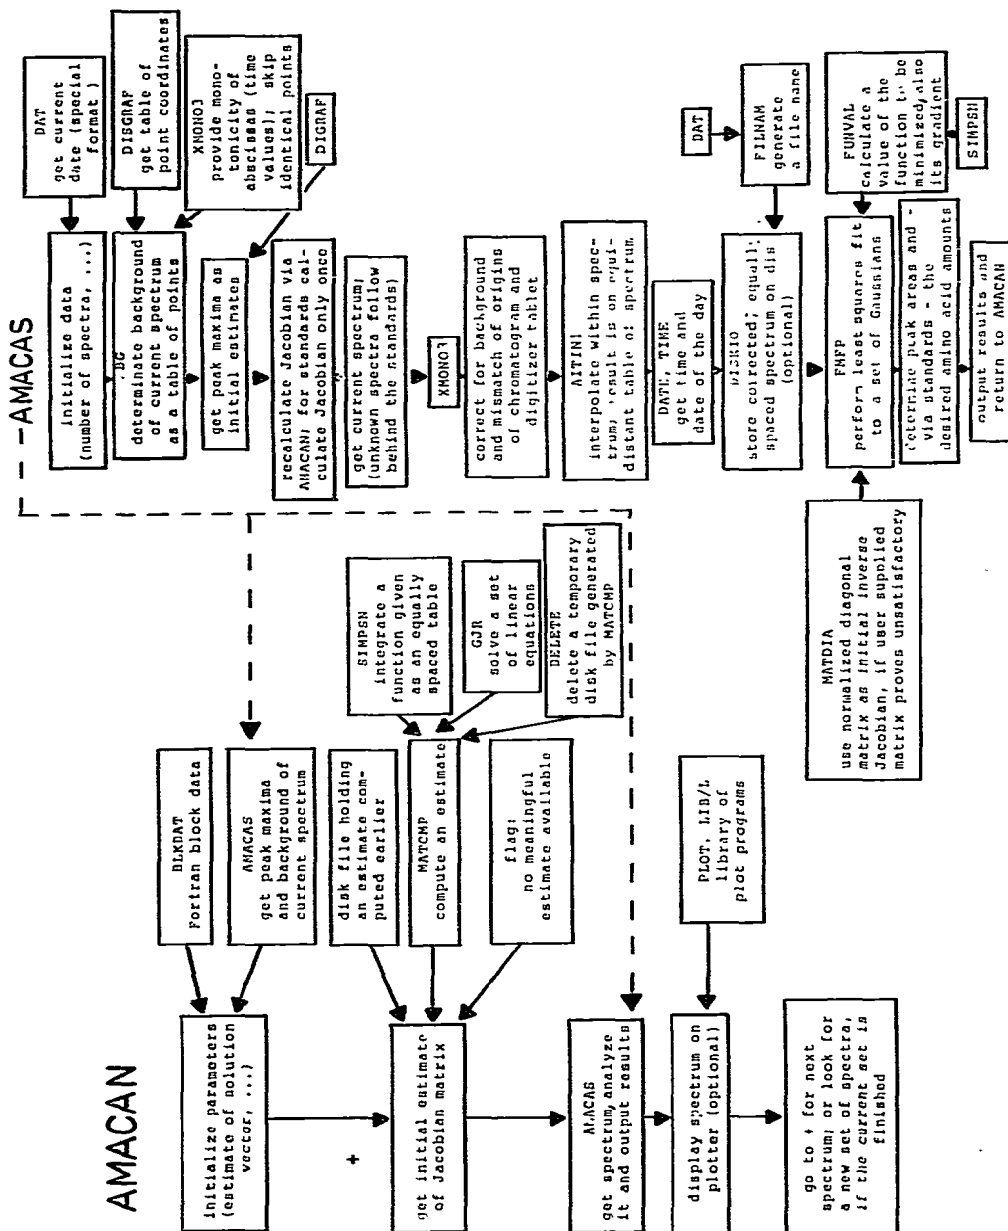 AMACAN
initialize parameters
(estimate of solution
vector, ...)
BLKDAT
Fortran block data
AMACAS
get peak maxima
and background of
current spectrum
+
get initial estimate
of Jacobian matrix
disk file holding
an estimate com-
puted earlier
MATCMP
compute an estimate
flag:
no meaningful
estimate available
SIMPSN
integrate a
function given
as an equally
spaced table
GJR
solve a set
of linear
equations
DELETE
delete a temporary
disk file generated
by MATCMP
AMACAS
get spectrum, analyze
it and output results
display spectrum on
plotter (optional)
PLOT, LIB/L
library of
plot programs
go to + for next
spectrum; or look for
a new set of spectra,
if the current set is
finished
AMACAS
initialize data
(number of spectra, ...)
DAT
get current
date (special
format )
BG
determinate background
of current spectrum
as a table of points
DISGRAF
get table of
point coordinates
XMONO3
provide mono-
tonicity of
abscissas (time
values); skip
identical points
get peak maxima as
initial estimates
DIGRAF
recalculate Jacobian via
AMACAN; for standards cal-
culate Jacobian only once
get current spectrum;
(unknown spectra follow
behind the standards)
XMONO3
correct for background
and mismatch of origins
of chromatogram and
digitizer tablet
AITIN1
interpolate within spec-
trum; result is an equi-
distant table of spectrum
DATE, TIME
get time and
date of the day
DISKIO
store corrected; equally
spaced spectrum on dis
(optional)
DAT
FILNAM
generate
a file name
FMFP
perform least squares fit
to a set of Gaussians
FUNVAL
calculate a
value of the
function to be
minimized, also
its gradient
SIMPSN
MATDIA
use normalized diagonal
matrix as initial inverse
Jacobian, if user supplied
matrix proves unsatisfactory
determine peak areas and -
via standards - the
desired amino acid amounts
output results and
return to AMACAN